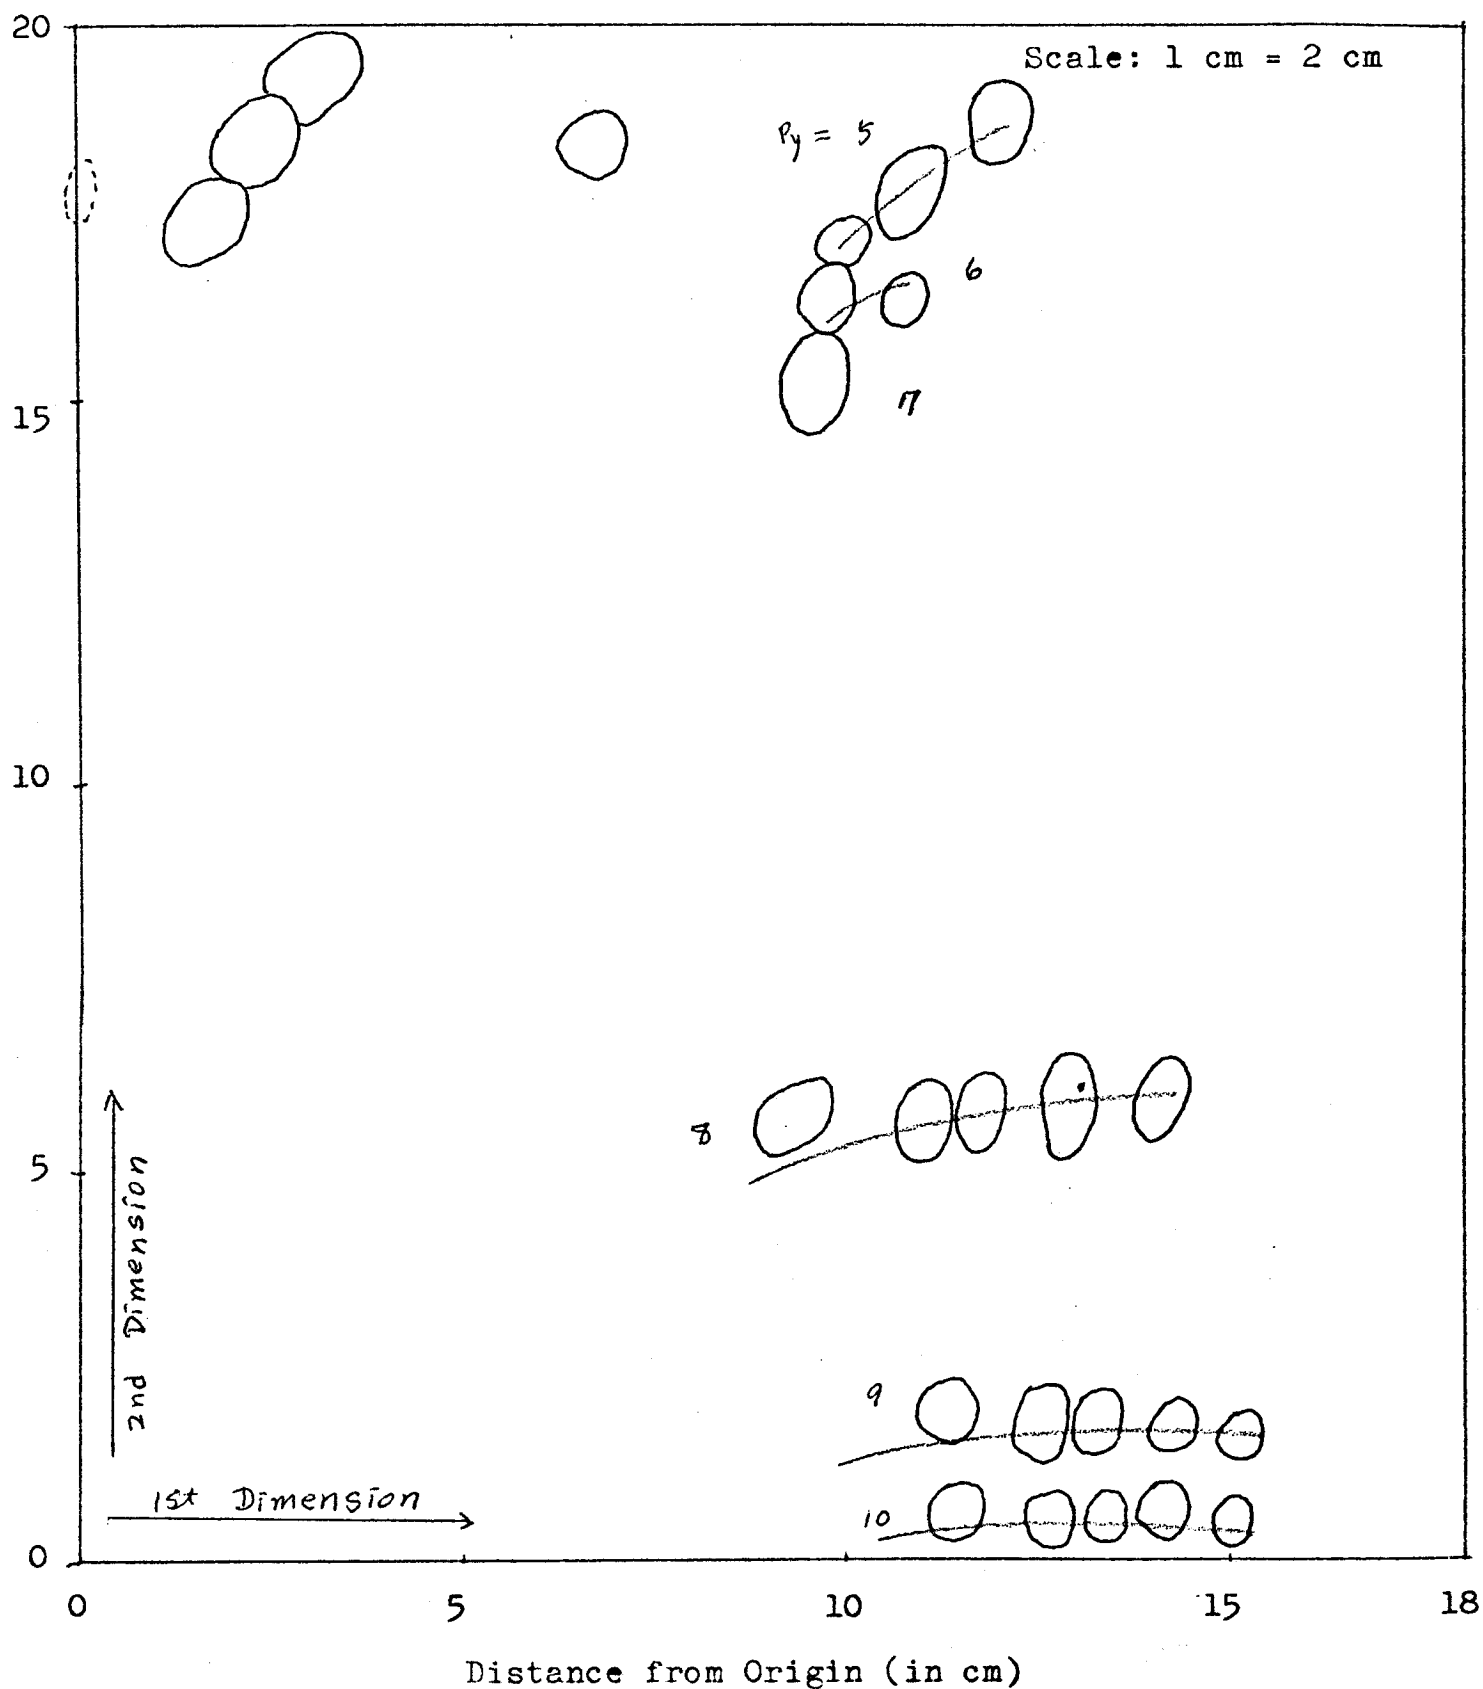 20
Scale: 1 cm = 2 cm
Py = 5
6
15
7
10
8
5
2nd Dimension
9
1st Dimension
10
0
0 5 10 15 18
Distance from Origin (in cm)